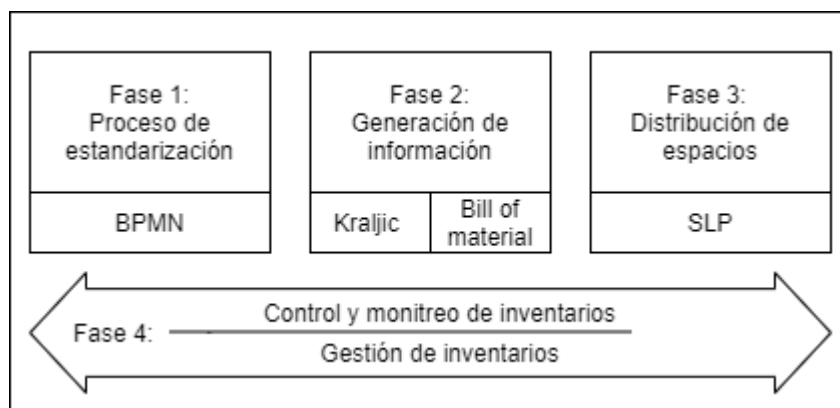 Fase 1:
Proceso de
estandarización
BPMN
Fase 2:
Generación de
información
Kraljic
Bill of
material
Fase 3:
Distribución de
espacios
SLP
Fase 4:
Control y monitreo de inventarios
Gestión de inventarios